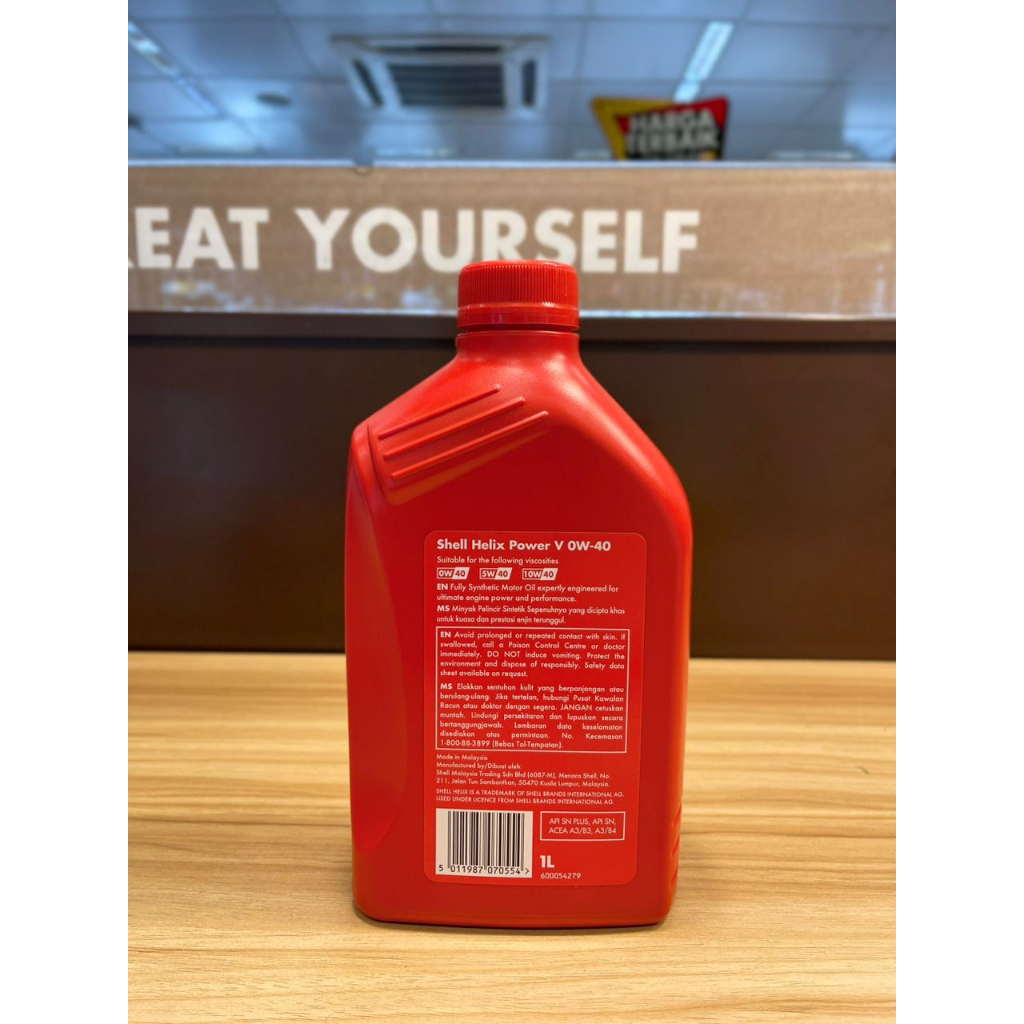 HARGA
TERBAIK
REAT YOURSELF
Shell Helix Power V 0W-40
Suitable for the following viscosities
0W 40 5W 40 10W 40
EN Fully Synthetic Motor Oil expertly engineered for
ultimate engine power and performance.
MS Minyak Pelincir Sintetik Sepenuhnya yang dicipta khas
untuk kuasa dan prestasi enjin terunggul.
EN Avoid prolonged or repeated contact with skin. If
swallowed, call a Poison Control Centre or doctor
immediately. DO NOT induce vomiting. Protect the
environment and dispose of responsibly. Safety data
sheet available on request.
MS Elakkan sentuhan kulit yang berpanjangan atau
berulang-ulang. Jika tertelan, hubungi Pusat Kawalan
Racun atau doktor dengan segera. JANGAN cetuskan
muntah. Lindungi persekitaran dan lupuskan secara
bertanggungjawab. Lembaran data keselamatan
disediakan atas permintaan. No. Kecemasan
1-800-88-3899 (Bebas Tol-Tempatan).
Made in Malaysia
Manufactured by/Dibuat oleh:
Shell Malaysia Trading Sdn Bhd (6087-M), Menara Shell, No.
211, Jalan Tun Sambanthan, 50470 Kuala Lumpur, Malaysia.
SHELL HELIX IS A TRADEMARK OF SHELL BRANDS INTERNATIONAL AG.
USED UNDER LICENCE FROM SHELL BRANDS INTERNATIONAL AG.
API SN PLUS, API SN,
ACEA A3/B3, A3/B4
1L
5 011987 070554 >
600054279